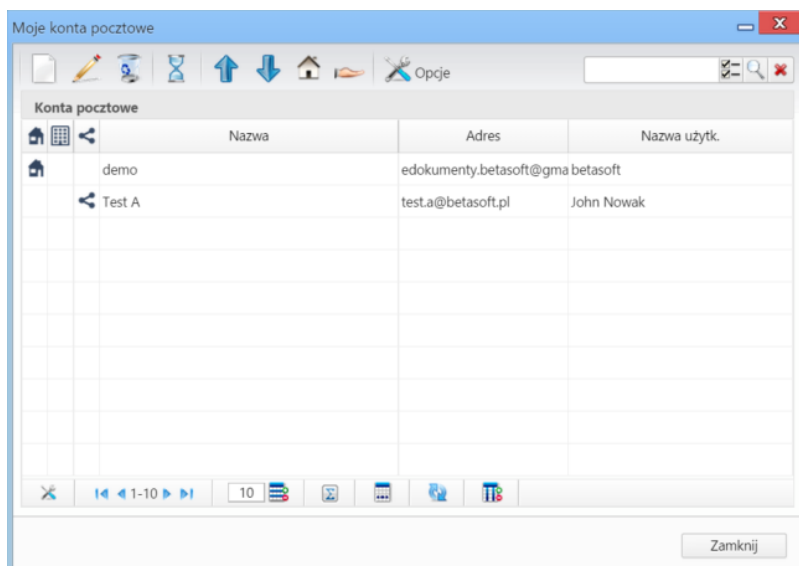 Moje konta pocztowe
Opcje
Konta pocztowe
Nazwa Adres Nazwa użytk.
demo edokumenty.betasoft@gma betasoft
Test A test.a@betasoft.pl John Nowak
1-10 10 Σ
Zamknij